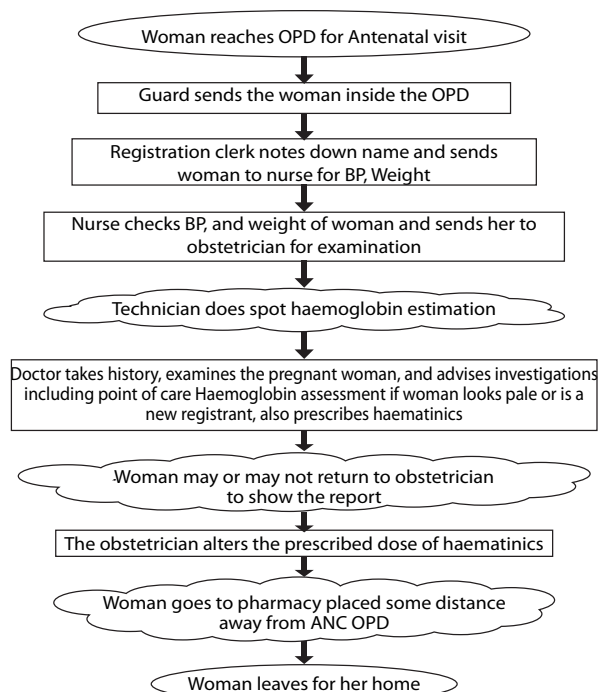 Woman reaches OPD for Antenatal visit
Guard sends the woman inside the OPD
Registration clerk notes down name and sends
woman to nurse for BP, Weight
Nurse checks BP, and weight of woman and sends her to
obstetrician for examination
Technician does spot haemoglobin estimation
Doctor takes history, examines the pregnant woman, and advises investigations
including point of care Haemoglobin assessment if woman looks pale or is a
new registrant, also prescribes haematinics
Woman may or may not return to obstetrician
to show the report
The obstetrician alters the prescribed dose of haematinics
Woman goes to pharmacy placed some distance
away from ANC OPD
Woman leaves for her home